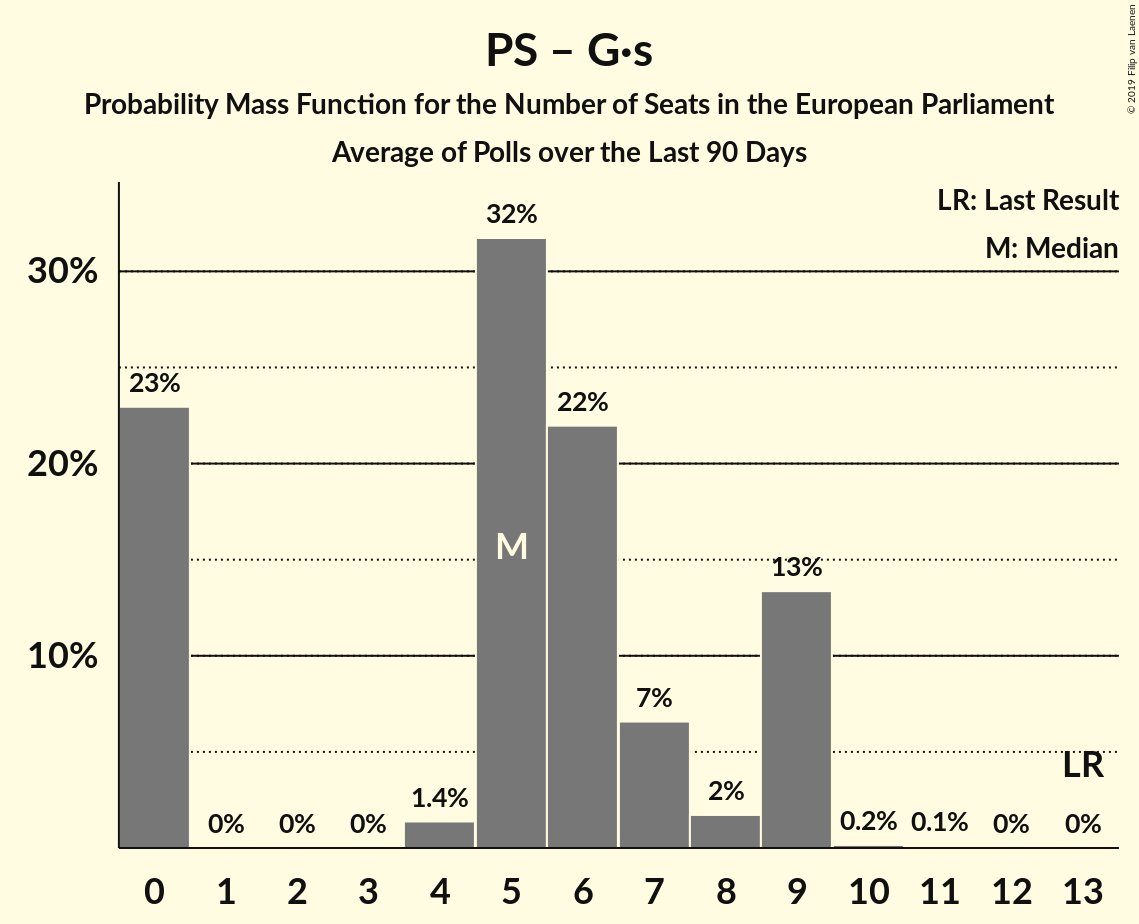 PS – G·s
Probability Mass Function for the Number of Seats in the European Parliament
Average of Polls over the Last 90 Days
© 2019 Filip van Laenen
LR: Last Result
M: Median
30%
20%
10%
23%
0%
0%
0%
1.4%
32%
22%
7%
2%
13%
0.2%
0.1%
0%
0%
M
LR
0 1 2 3 4 5 6 7 8 9 10 11 12 13